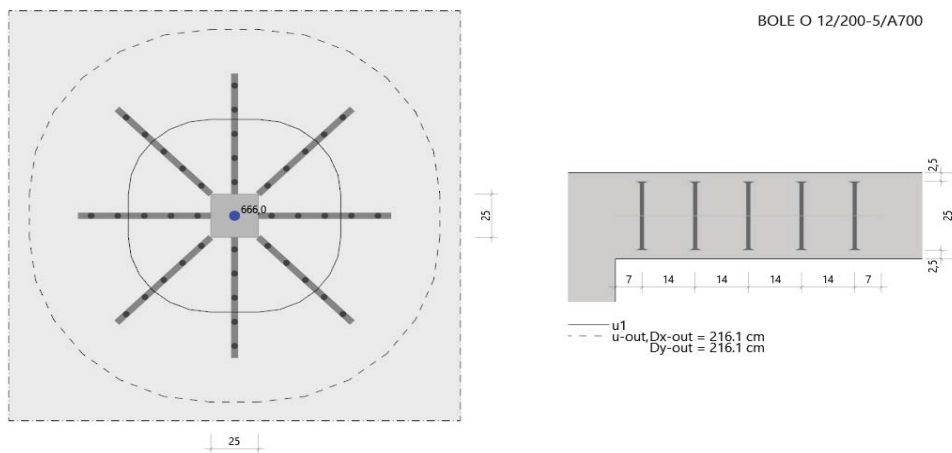 BOLE O 12/200-5/A700
666,0
25
25
2,5
25
2,5
7 14 14 14 14 7
u1
u-out,Dx-out = 216.1 cm
Dy-out = 216.1 cm